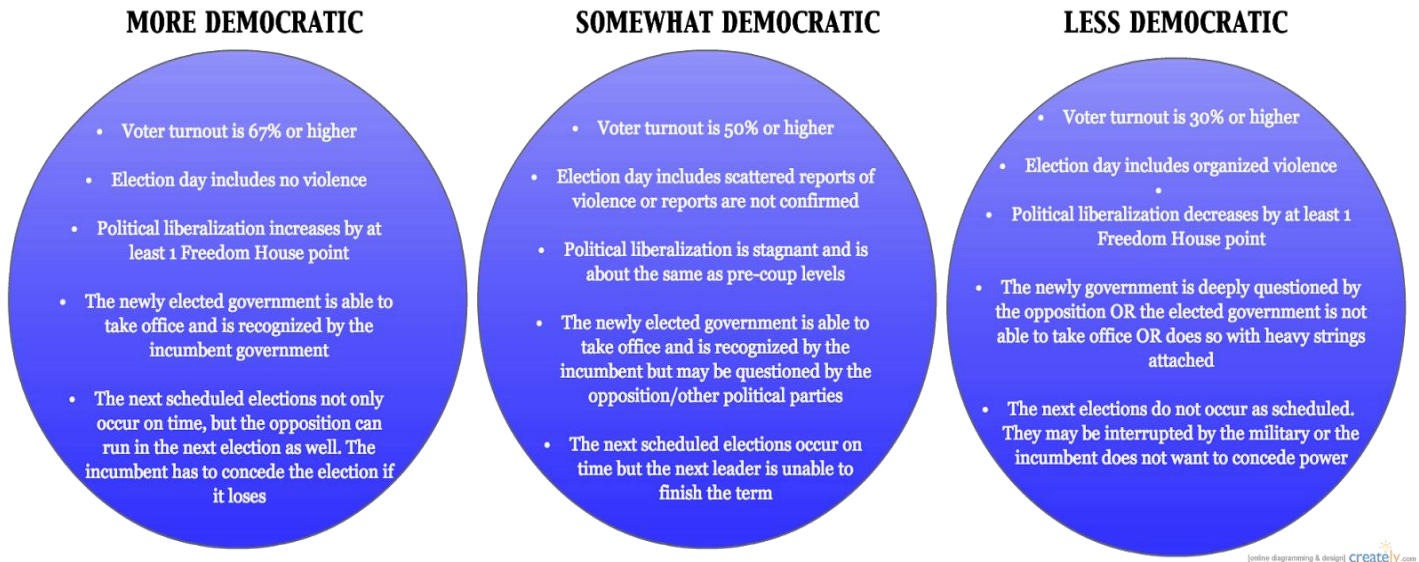 MORE DEMOCRATIC
• Voter turnout is 67% or higher
• Election day includes no violence
• Political liberalization increases by at
least 1 Freedom House point
• The newly elected government is able to
take office and is recognized by the
incumbent government
• The next scheduled elections not only
occur on time, but the opposition can
run in the next election as well. The
incumbent has to concede the election if
it loses
SOMEWHAT DEMOCRATIC
• Voter turnout is 50% or higher
• Election day includes scattered reports of
violence or reports are not confirmed
• Political liberalization is stagnant and is
about the same as pre-coup levels
• The newly elected government is able to
take office and is recognized by the
incumbent but may be questioned by the
opposition/other political parties
• The next scheduled elections occur on
time but the next leader is unable to
finish the term
LESS DEMOCRATIC
• Voter turnout is 30% or higher
• Election day includes organized violence
•
• Political liberalization decreases by at least 1
Freedom House point
• The newly government is deeply questioned by
the opposition OR the elected government is not
able to take office OR does so with heavy strings
attached
• The next elections do not occur as scheduled.
They may be interrupted by the military or the
incumbent does not want to concede power
[online diagramming & design] creately.com